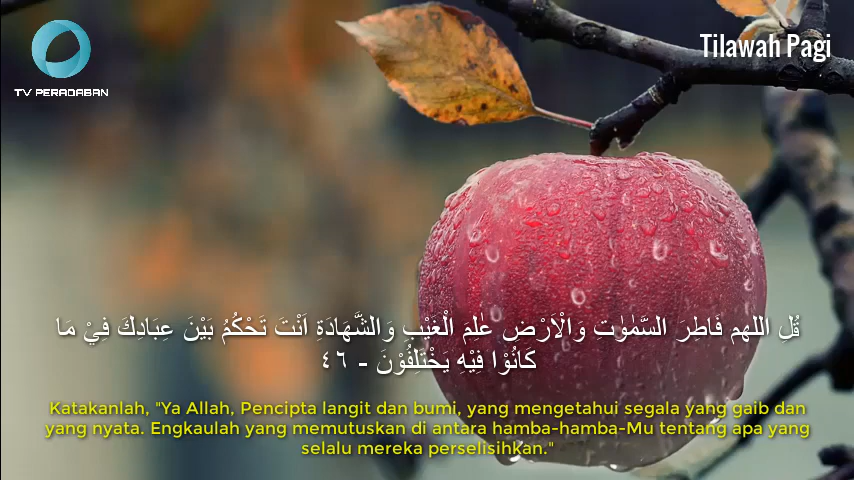 TV PERADABAN
Tilawah Pagi
قُلِ اللهم فَاطِرَ السَّمٰوٰتِ وَالْاَرْضِ عٰلِمَ الْغَيْبِ وَالشَّهَادَةِ اَنْتَ تَحْكُمُ بَيْنَ عِبَادِكَ فِيْ مَا
كَانُوْا فِيْهِ يَخْتَلِفُوْنَ - ٤٦
Katakanlah, "Ya Allah, Pencipta langit dan bumi, yang mengetahui segala yang gaib dan
yang nyata. Engkaulah yang memutuskan di antara hamba-hamba-Mu tentang apa yang
selalu mereka perselisihkan."